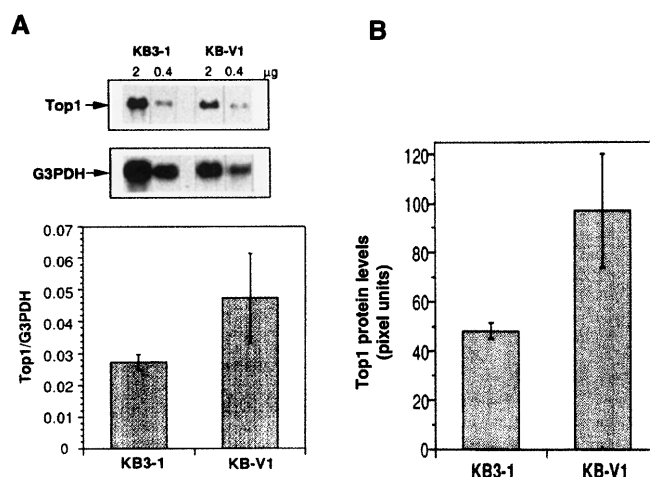 A
KB3-1 KB-V1
2 0.4 2 0.4 µg
Top1
G3PDH
0.07
0.06
0.05
0.04
0.03
0.02
0.01
0
Top1/G3PDH
KB3-1 KB-V1
B
120
100
80
60
40
20
0
Top1 protein levels
(pixel units)
KB3-1 KB-V1